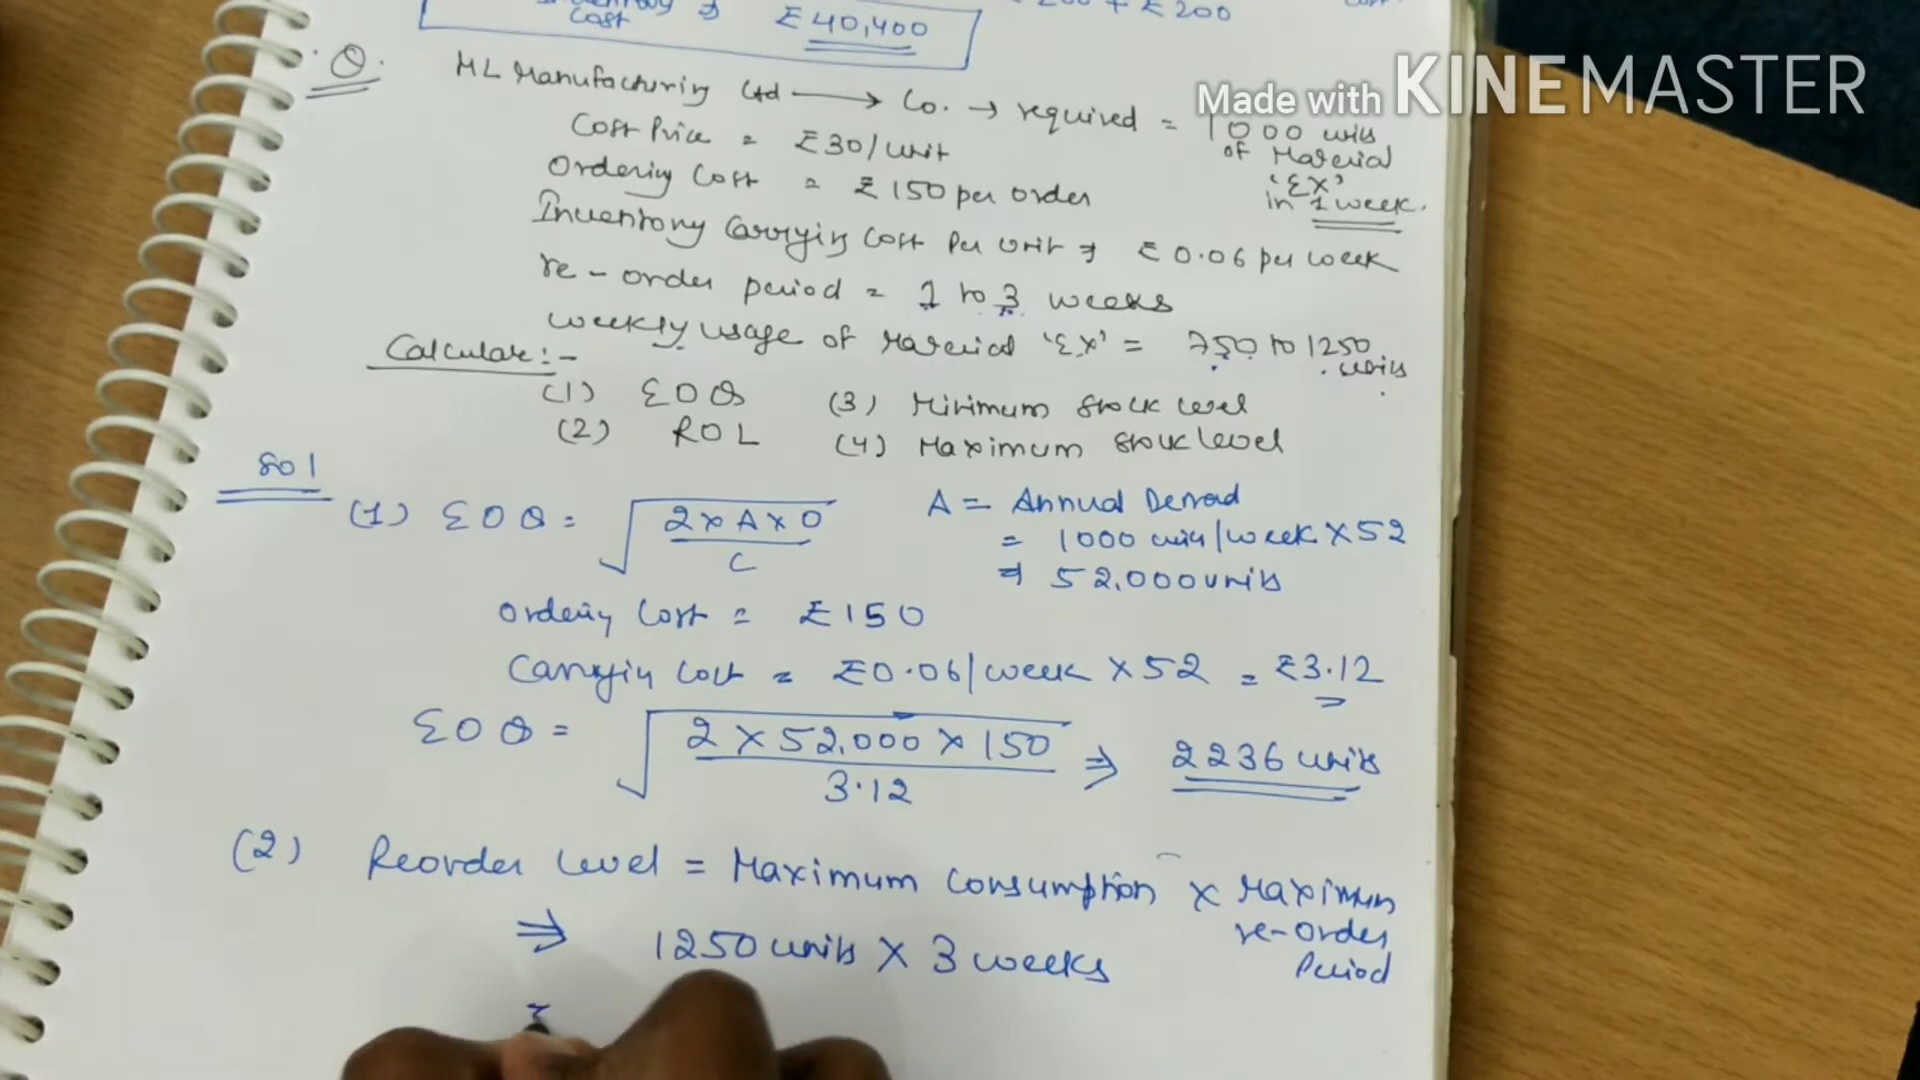 Cost ⇒ ₹40,400
+ ₹200
Made with KINEMASTER
Q. ML Manufacturing Ltd → Co. → required = 1000 units
of Material
'EX'
in 1 week.
Cost Price = ₹30/unit
Ordering Cost = ₹150 per order
Inventory Carrying Cost Per Unit ⇒ ₹0.06 per week
re-order period = 1 to 3 weeks
weekly usage of Material 'EX' = 750 to 1250
units
Calculate:-
(1) EOQ (3) Minimum stock level
(2) ROL (4) Maximum stock level
Sol
(1) EOQ = √ 2 x A x O / C
A = Annual Demand
= 1000 units/week X 52
⇒ 52,000 units
Ordering Cost = ₹150
Carrying Cost = ₹0.06/week X 52 = ₹3.12
EOQ = √ 2 X 52,000 X 150 / 3.12 ⇒ 2236 units
(2) Reorder Level = Maximum Consumption X Maximum
re-order
Period
⇒ 1250 units X 3 weeks